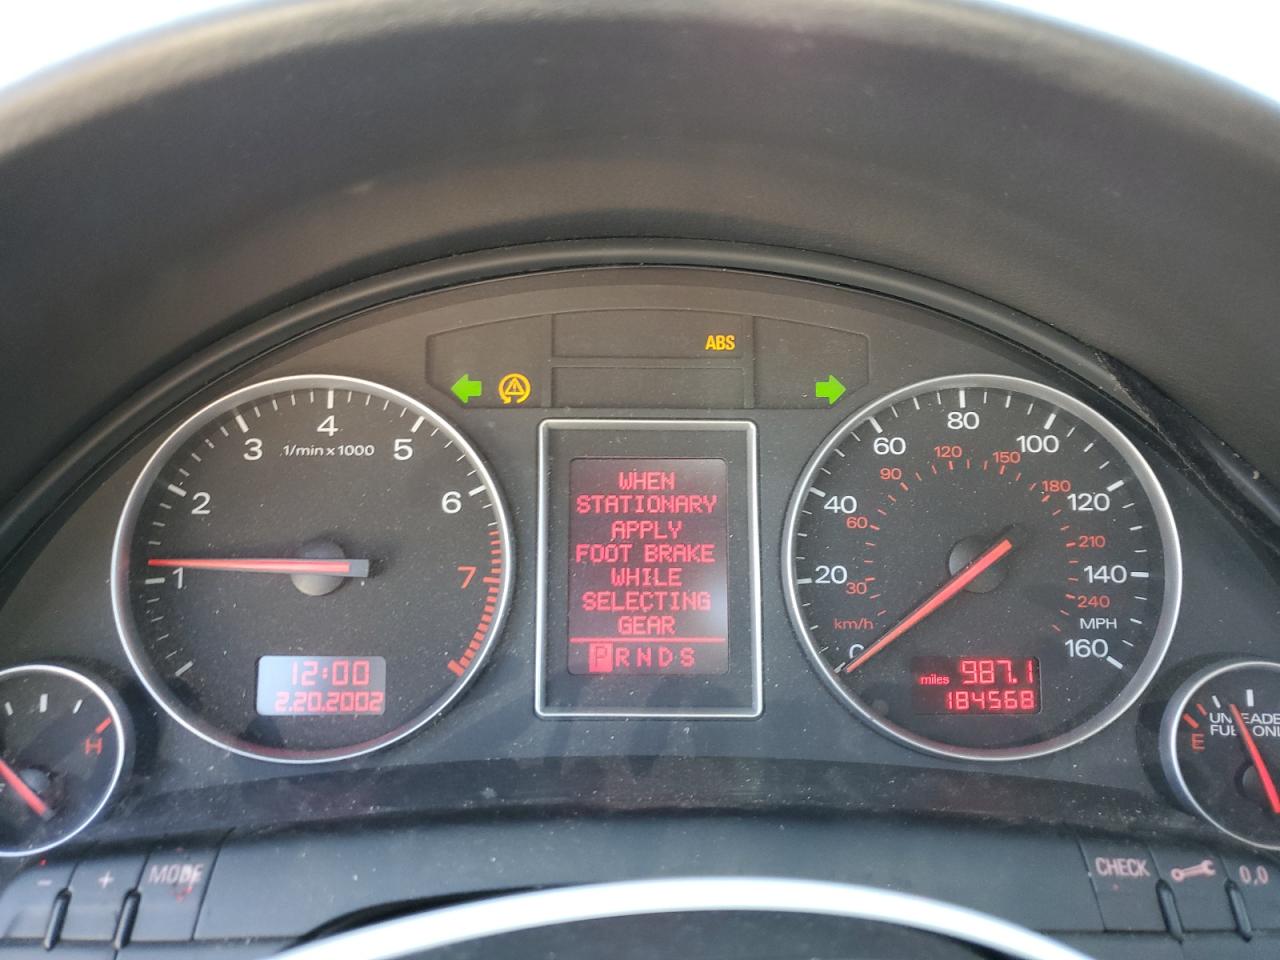 ABS
1
2
3
4
5
6
7
1/min x 1000
12:00
2.20.2002
WHEN
STATIONARY
APPLY
FOOT BRAKE
WHILE
SELECTING
GEAR
P R N D S
20
40
60
80
100
120
140
160
MPH
30
60
90
120
150
180
210
240
km/h
miles 987.1
184568
H
E
FUEL ONLY
- + MODE
CHECK
0.0